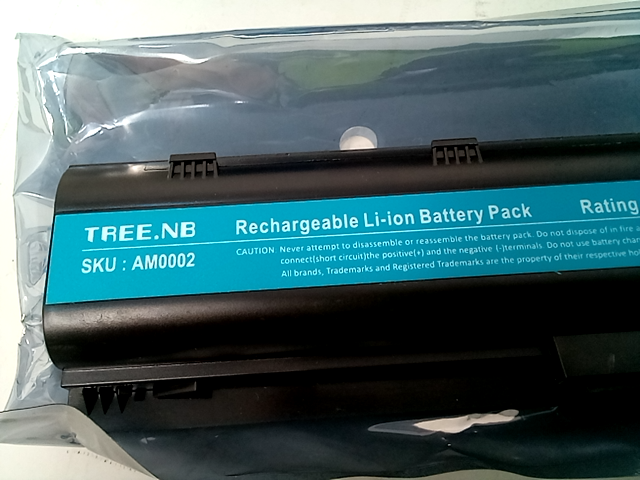 TREE.NB Rechargeable Li-ion Battery Pack Rating
SKU : AM0002
CAUTION: Never attempt to disassemble or reassemble the battery pack. Do not dispose of in fire a
connect(short circuit)the positive(+) and the negative (-)terminals Do not use battery char
All brands, Trademarks and Registered Trademarks are the property of their respective ho